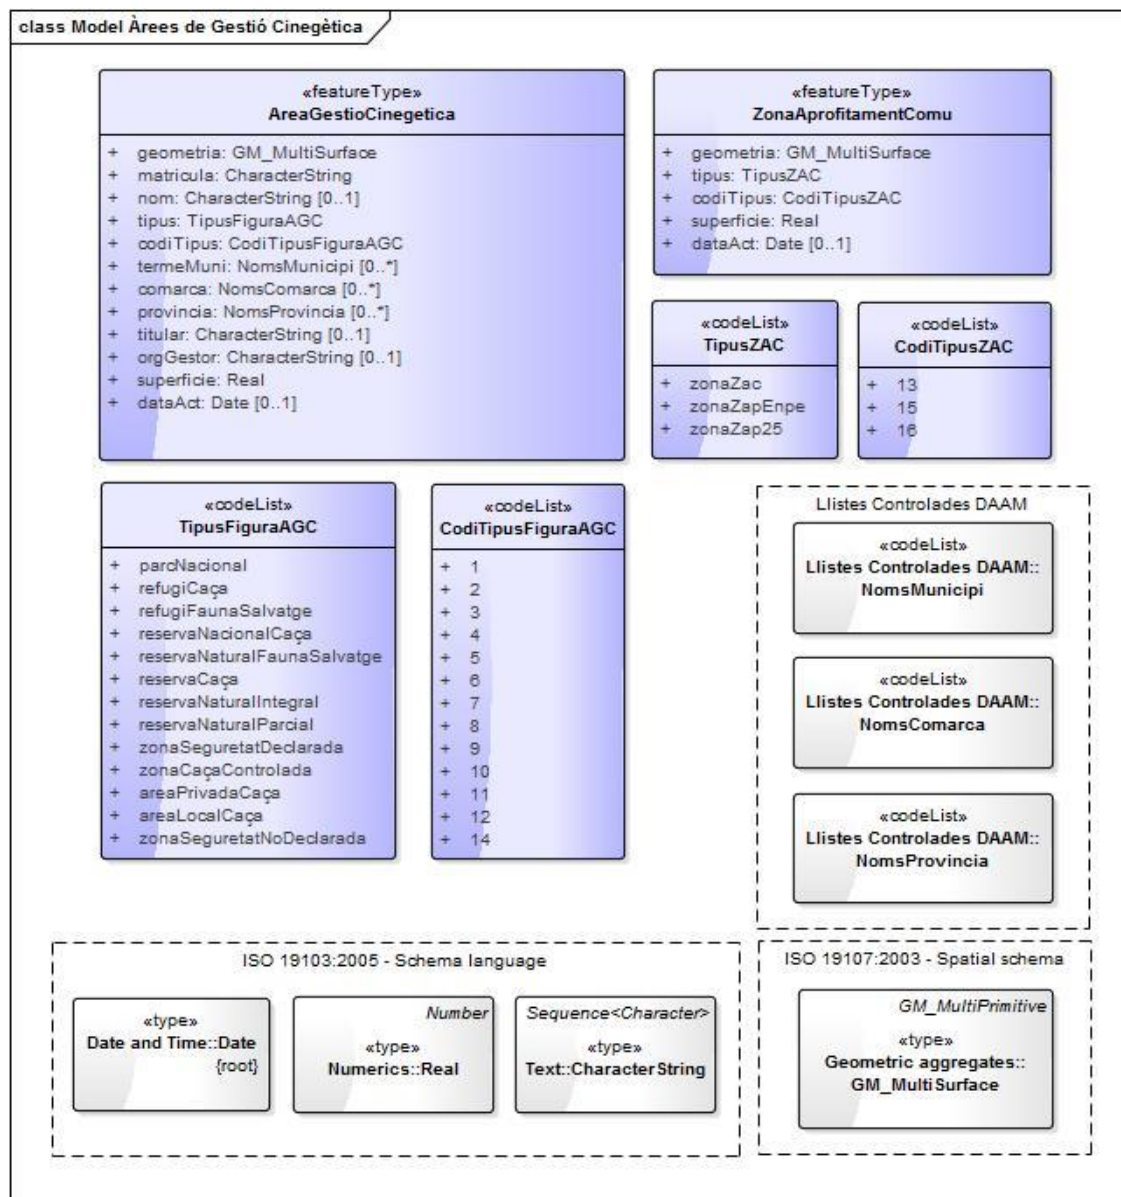 class Model Àrees de Gestió Cinegètica
«featureType»
AreaGestioCinegetica
+ geometria: GM_MultiSurface
+ matricula: CharacterString
+ nom: CharacterString [0..1]
+ tipus: TipusFiguraAGC
+ codiTipus: CodiTipusFiguraAGC
+ termeMuni: NomsMunicipi [0..*]
+ comarca: NomsComarca [0..*]
+ provincia: NomsProvincia [0..*]
+ titular: CharacterString [0..1]
+ orgGestor: CharacterString [0..1]
+ superficie: Real
+ dataAct: Date [0..1]
«featureType»
ZonaAprofitamentComu
+ geometria: GM_MultiSurface
+ tipus: TipusZAC
+ codiTipus: CodiTipusZAC
+ superficie: Real
+ dataAct: Date [0..1]
«codeList»
TipusZAC
+ zonaZac
+ zonaZapEnpe
+ zonaZap25
«codeList»
CodiTipusZAC
+ 13
+ 15
+ 16
«codeList»
TipusFiguraAGC
+ parcNacional
+ refugiCaça
+ refugiFaunaSalvatge
+ reservaNacionalCaça
+ reservaNaturalFaunaSalvatge
+ reservaCaça
+ reservaNaturalIntegral
+ reservaNaturalParcial
+ zonaSeguretatDeclarada
+ zonaCaçaControlada
+ areaPrivadaCaça
+ areaLocalCaça
+ zonaSeguretatNoDeclarada
«codeList»
CodiTipusFiguraAGC
+ 1
+ 2
+ 3
+ 4
+ 5
+ 6
+ 7
+ 8
+ 9
+ 10
+ 11
+ 12
+ 14
Llistes Controlades DAAM
«codeList»
Llistes Controlades DAAM::
NomsMunicipi
«codeList»
Llistes Controlades DAAM::
NomsComarca
«codeList»
Llistes Controlades DAAM::
NomsProvincia
ISO 19103:2005 - Schema language
«type»
Date and Time::Date
{root}
Number
«type»
Numerics::Real
Sequence<Character>
«type»
Text::CharacterString
ISO 19107:2003 - Spatial schema
GM_MultiPrimitive
«type»
Geometric aggregates::
GM_MultiSurface